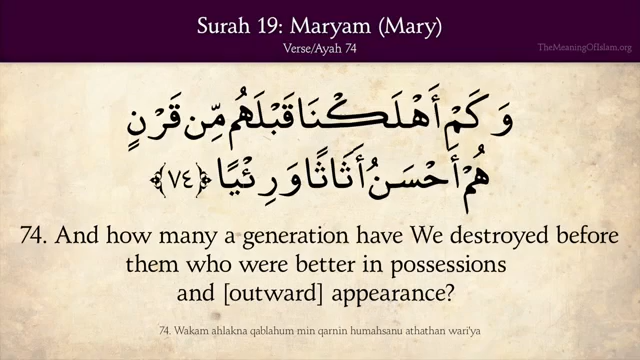 Surah 19: Maryam (Mary)
Verse/Ayah 74
TheMeaningOfIslam.org
وَكَمْ أَهْلَكْنَا قَبْلَهُم مِّن قَرْنٍ
هُمْ أَحْسَنُ أَثَاثًا وَرِئْيًا ﴿٧٤﴾
74. And how many a generation have We destroyed before
them who were better in possessions
and [outward] appearance?
74. Wakam ahlakna qablahum min qarnin humahsanu athathan wari'ya